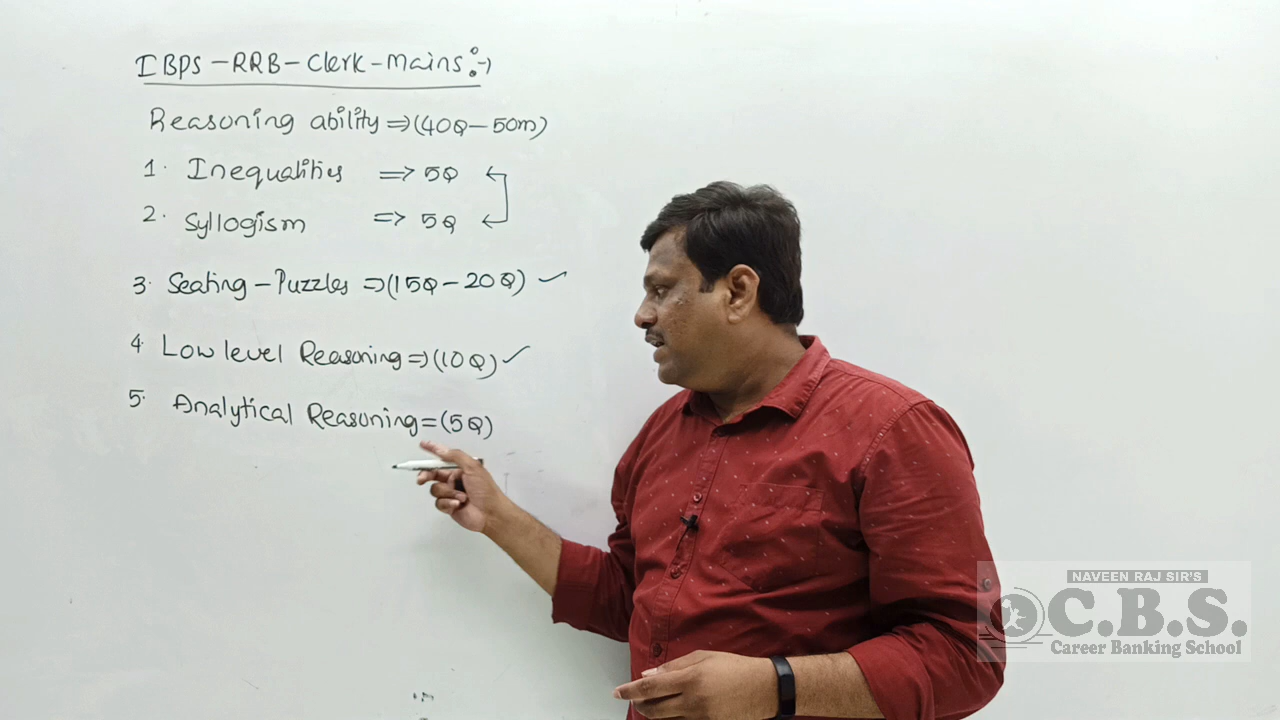 IBPS-RRB-Clerk-Mains:-
Reasoning ability ⇒ (40Q-50m)
1. Inequalities ⇒ 5Q
2. Syllogism ⇒ 5Q
3. Seating-Puzzles ⇒ (15Q-20Q) ✓
4 Low level Reasoning ⇒ (10Q) ✓
5. Analytical Reasoning = (5Q)
NAVEEN RAJ SIR'S
C.B.S.
Career Banking School